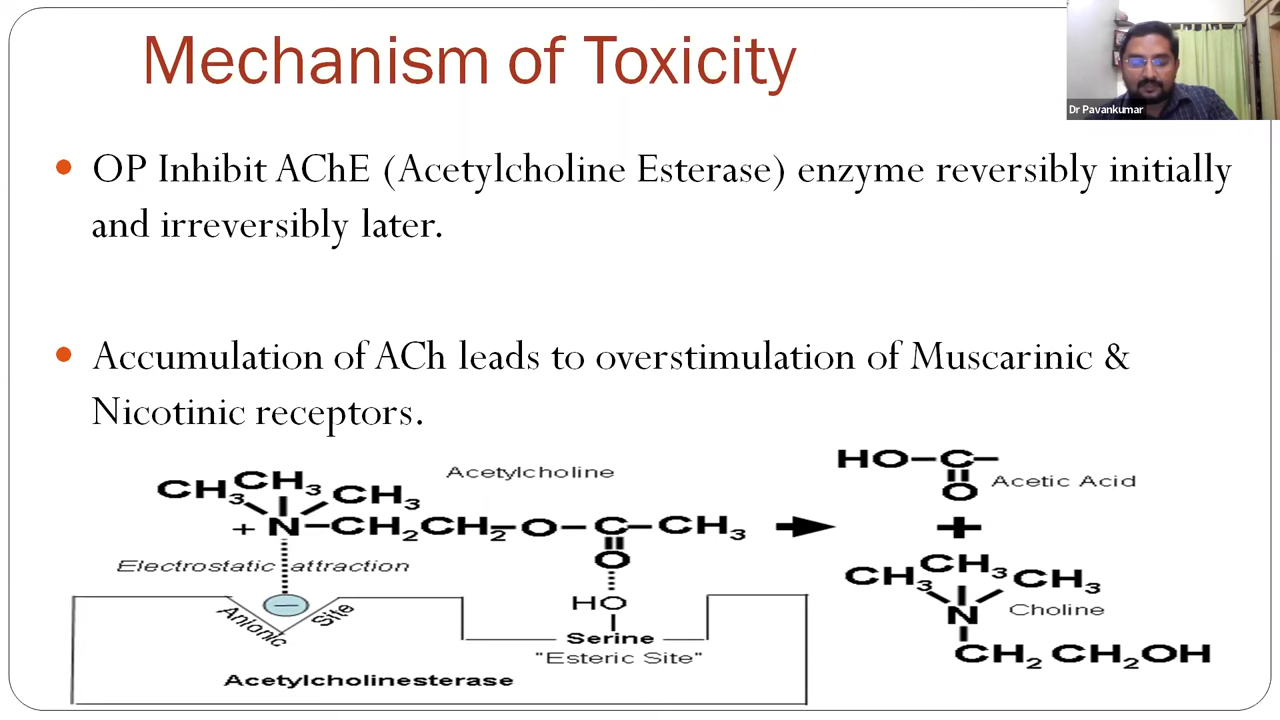 Mechanism of Toxicity
Dr Pavankumar
• OP Inhibit AChE (Acetylcholine Esterase) enzyme reversibly initially
and irreversibly later.
• Accumulation of ACh leads to overstimulation of Muscarinic &
Nicotinic receptors.
Acetylcholine
CH₃ CH₃ CH₃
+ N–CH₂CH₂–O–C–CH₃
O
Electrostatic attraction
−
Anionic Site
HO
Serine
"Esteric Site"
Acetylcholinesterase
HO–C–
O
Acetic Acid
+
CH₃ CH₃ CH₃
N
Choline
CH₂ CH₂OH